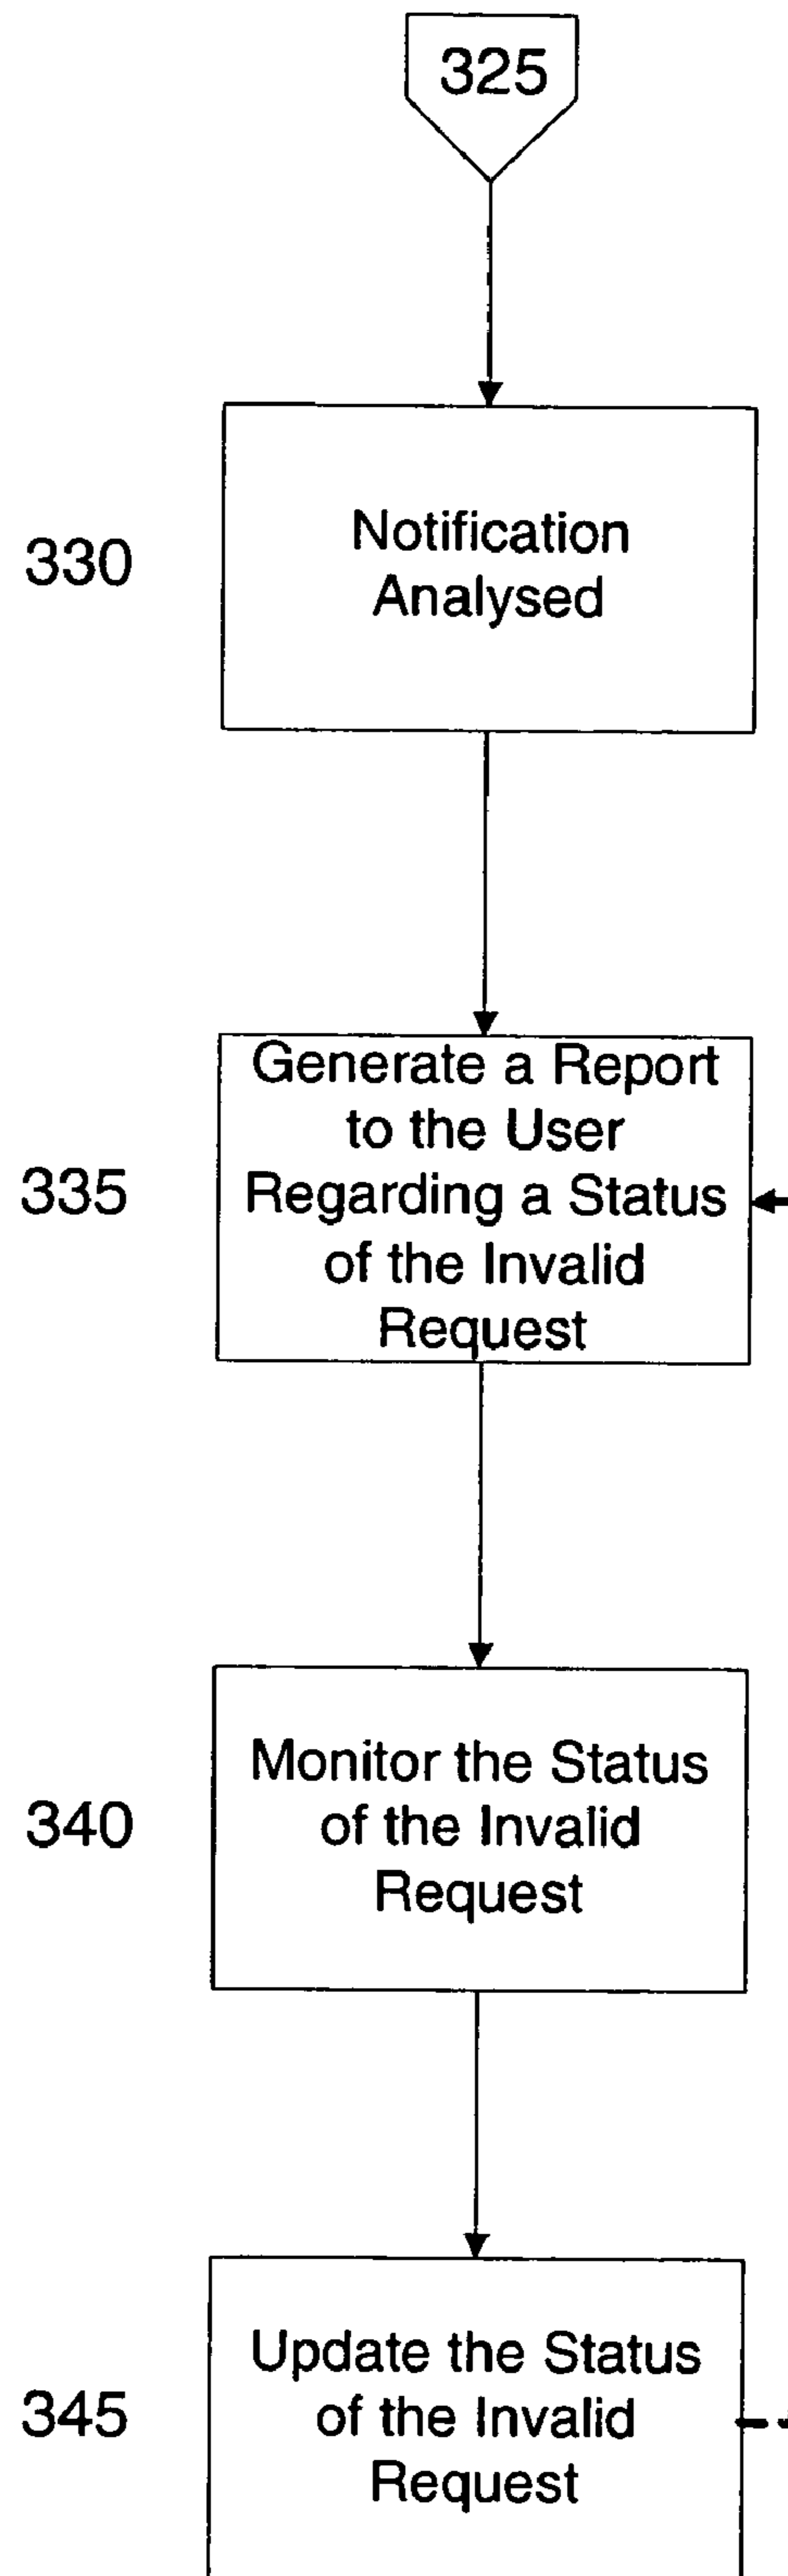 325
330
Notification
Analysed
335
Generate a Report
to the User
Regarding a Status
of the Invalid
Request
340
Monitor the Status
of the Invalid
Request
345
Update the Status
of the Invalid
Request